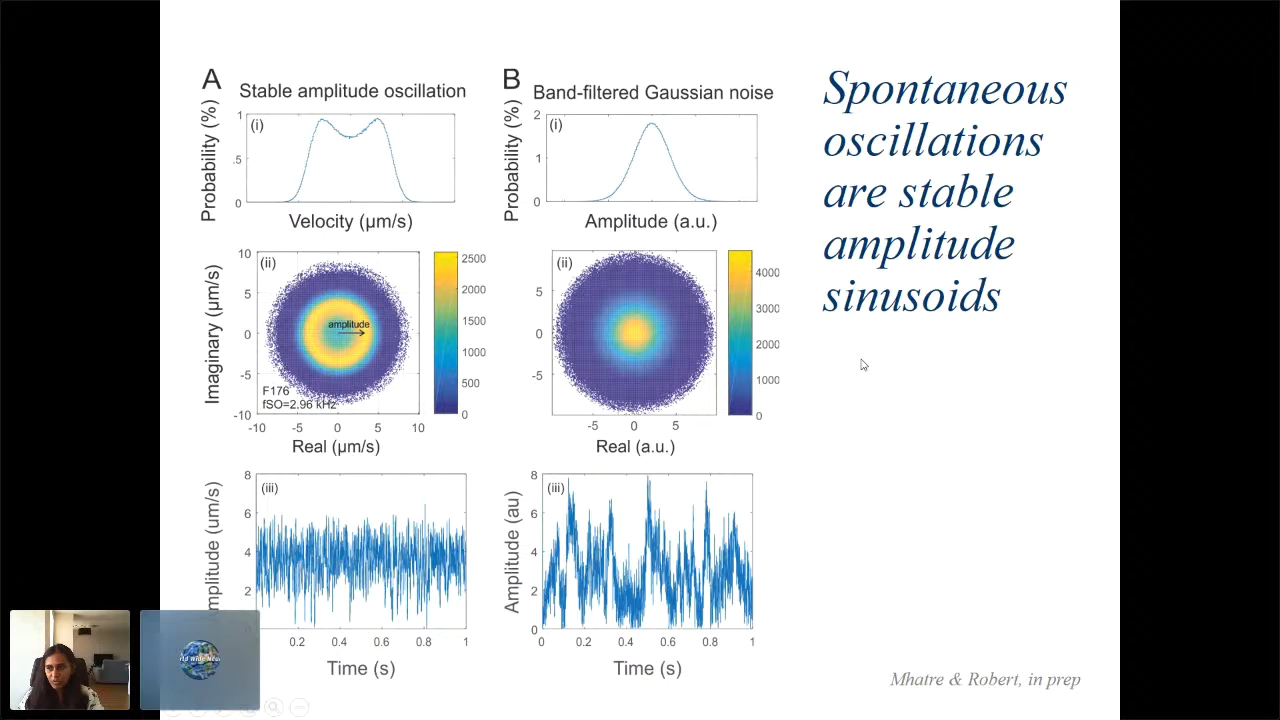 A
Stable amplitude oscillation
B
Band-filtered Gaussian noise
Spontaneous
oscillations
are stable
amplitude
sinusoids
Probability (%)
(i)
1
.5
0
Velocity (µm/s)
Probability (%)
(i)
2
1
0
Amplitude (a.u.)
Imaginary (µm/s)
(ii)
10
5
0
-5
-10
amplitude
F176
fSO=2.96 kHz
-10 -5 0 5 10
Real (µm/s)
2500
2000
1500
1000
500
0
(ii)
5
0
-5
-5 0 5
Real (a.u.)
4000
3000
2000
1000
0
mplitude (um/s)
(iii)
8
6
4
2
0.2 0.4 0.6 0.8 1
Time (s)
Amplitude (au)
(iii)
8
6
4
2
0
0 0.2 0.4 0.6 0.8 1
Time (s)
Mhatre & Robert, in prep